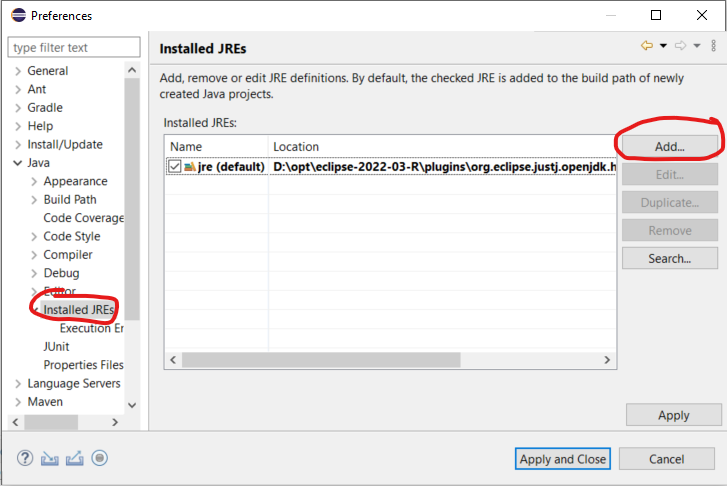 Preferences
type filter text
General
Ant
Gradle
Help
Install/Update
Java
Appearance
Build Path
Code Coverage
Code Style
Compiler
Debug
Editor
Installed JREs
Execution En
JUnit
Properties Files
Language Servers
Maven
Installed JREs
Add, remove or edit JRE definitions. By default, the checked JRE is added to the build path of newly
created Java projects.
Installed JREs:
Name Location
jre (default) D:\opt\eclipse-2022-03-R\plugins\org.eclipse.justj.openjdk.h
Add...
Edit...
Duplicate...
Remove
Search...
Apply
Apply and Close Cancel